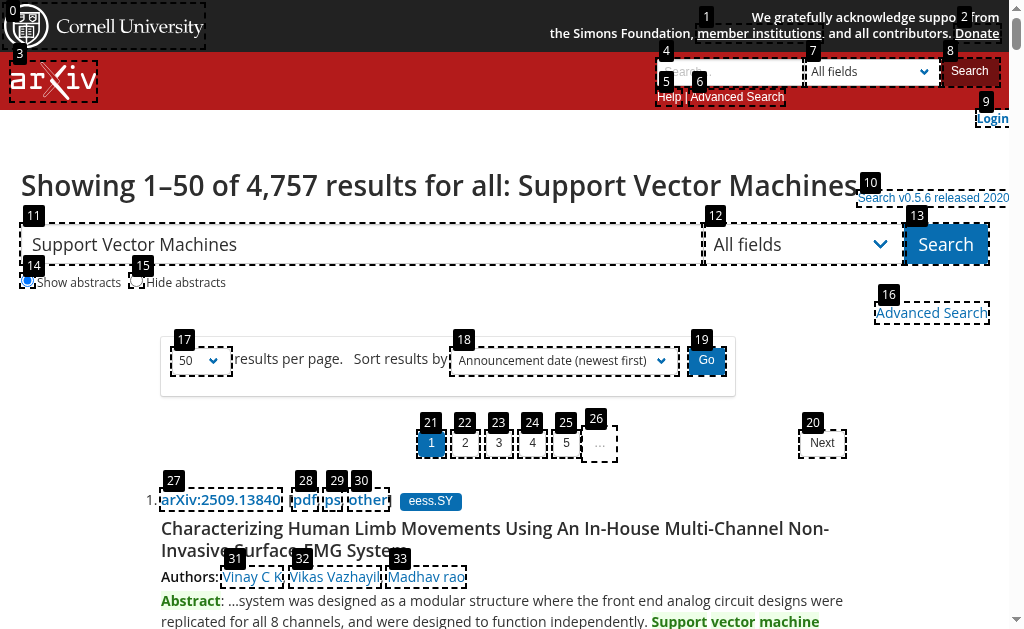 0
Cornell University
1
2
We gratefully acknowledge support from
the Simons Foundation, member institutions, and all contributors. Donate
3
arXiv
4
7
8
Search...
All fields
Search
5
6
Help | Advanced Search
9
Login
Showing 1–50 of 4,757 results for all: Support Vector Machines
10
Search v0.5.6 released 2020
11
12
13
Support Vector Machines
All fields
Search
14
15
Show abstracts
Hide abstracts
16
Advanced Search
17
18
19
50
results per page.
Sort results by
Announcement date (newest first)
Go
21
22
23
24
25
26
20
1
2
3
4
5
...
Next
27
28
29
30
1. arXiv:2509.13840 [pdf, ps, other] eess.SY
Characterizing Human Limb Movements Using An In-House Multi-Channel Non-
Invasive Surface-EMG System
31
32
33
Authors: Vinay C K, Vikas Vazhayil, Madhav rao
Abstract: …system was designed as a modular structure where the front end analog circuit designs were
replicated for all 8 channels, and were designed to function independently. Support vector machine